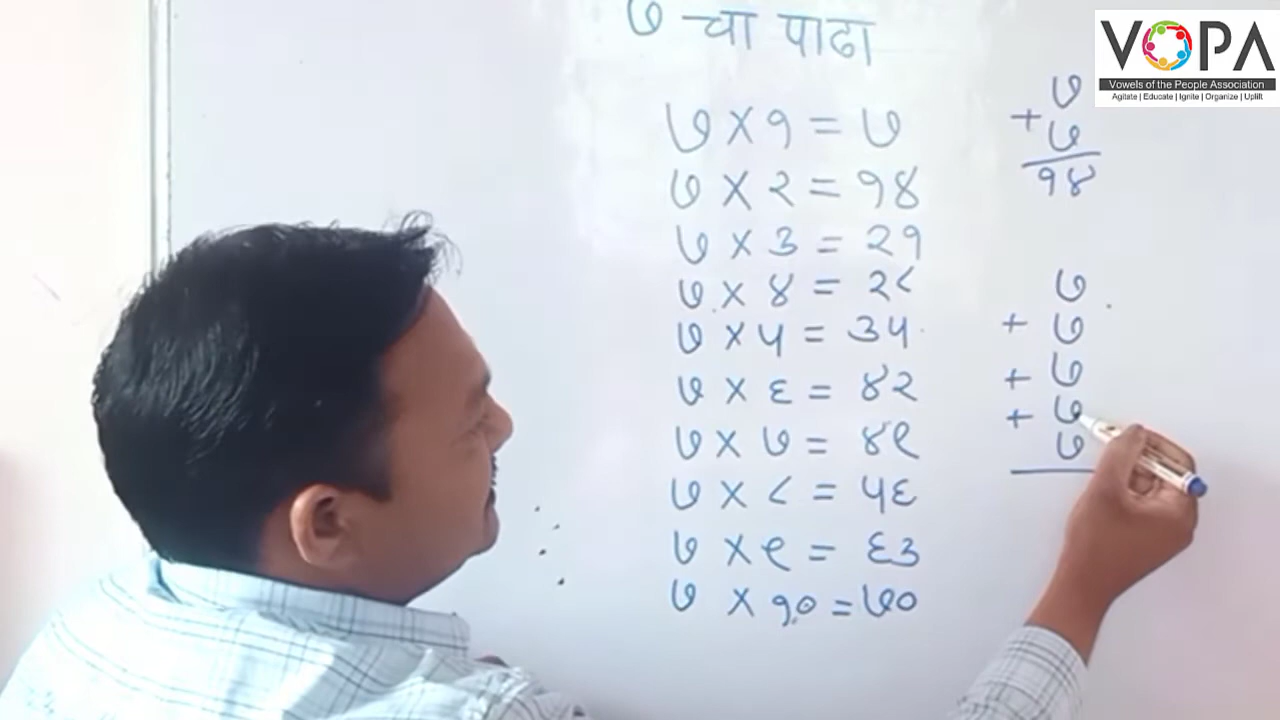 ७ चा पाढा
७ X १ = ७
७ X २ = १४
७ X ३ = २१
७ X ४ = २८
७ X ५ = ३५
७ X ६ = ४२
७ X ७ = ४९
७ X ८ = ५६
७ X ९ = ६३
७ X १० = ७०
VOPA
Vowels of the People Association
Agitate | Educate | Ignite | Organize | Uplift
७
+ ७
१४
७
+ ७
+ ७
+ ७
७